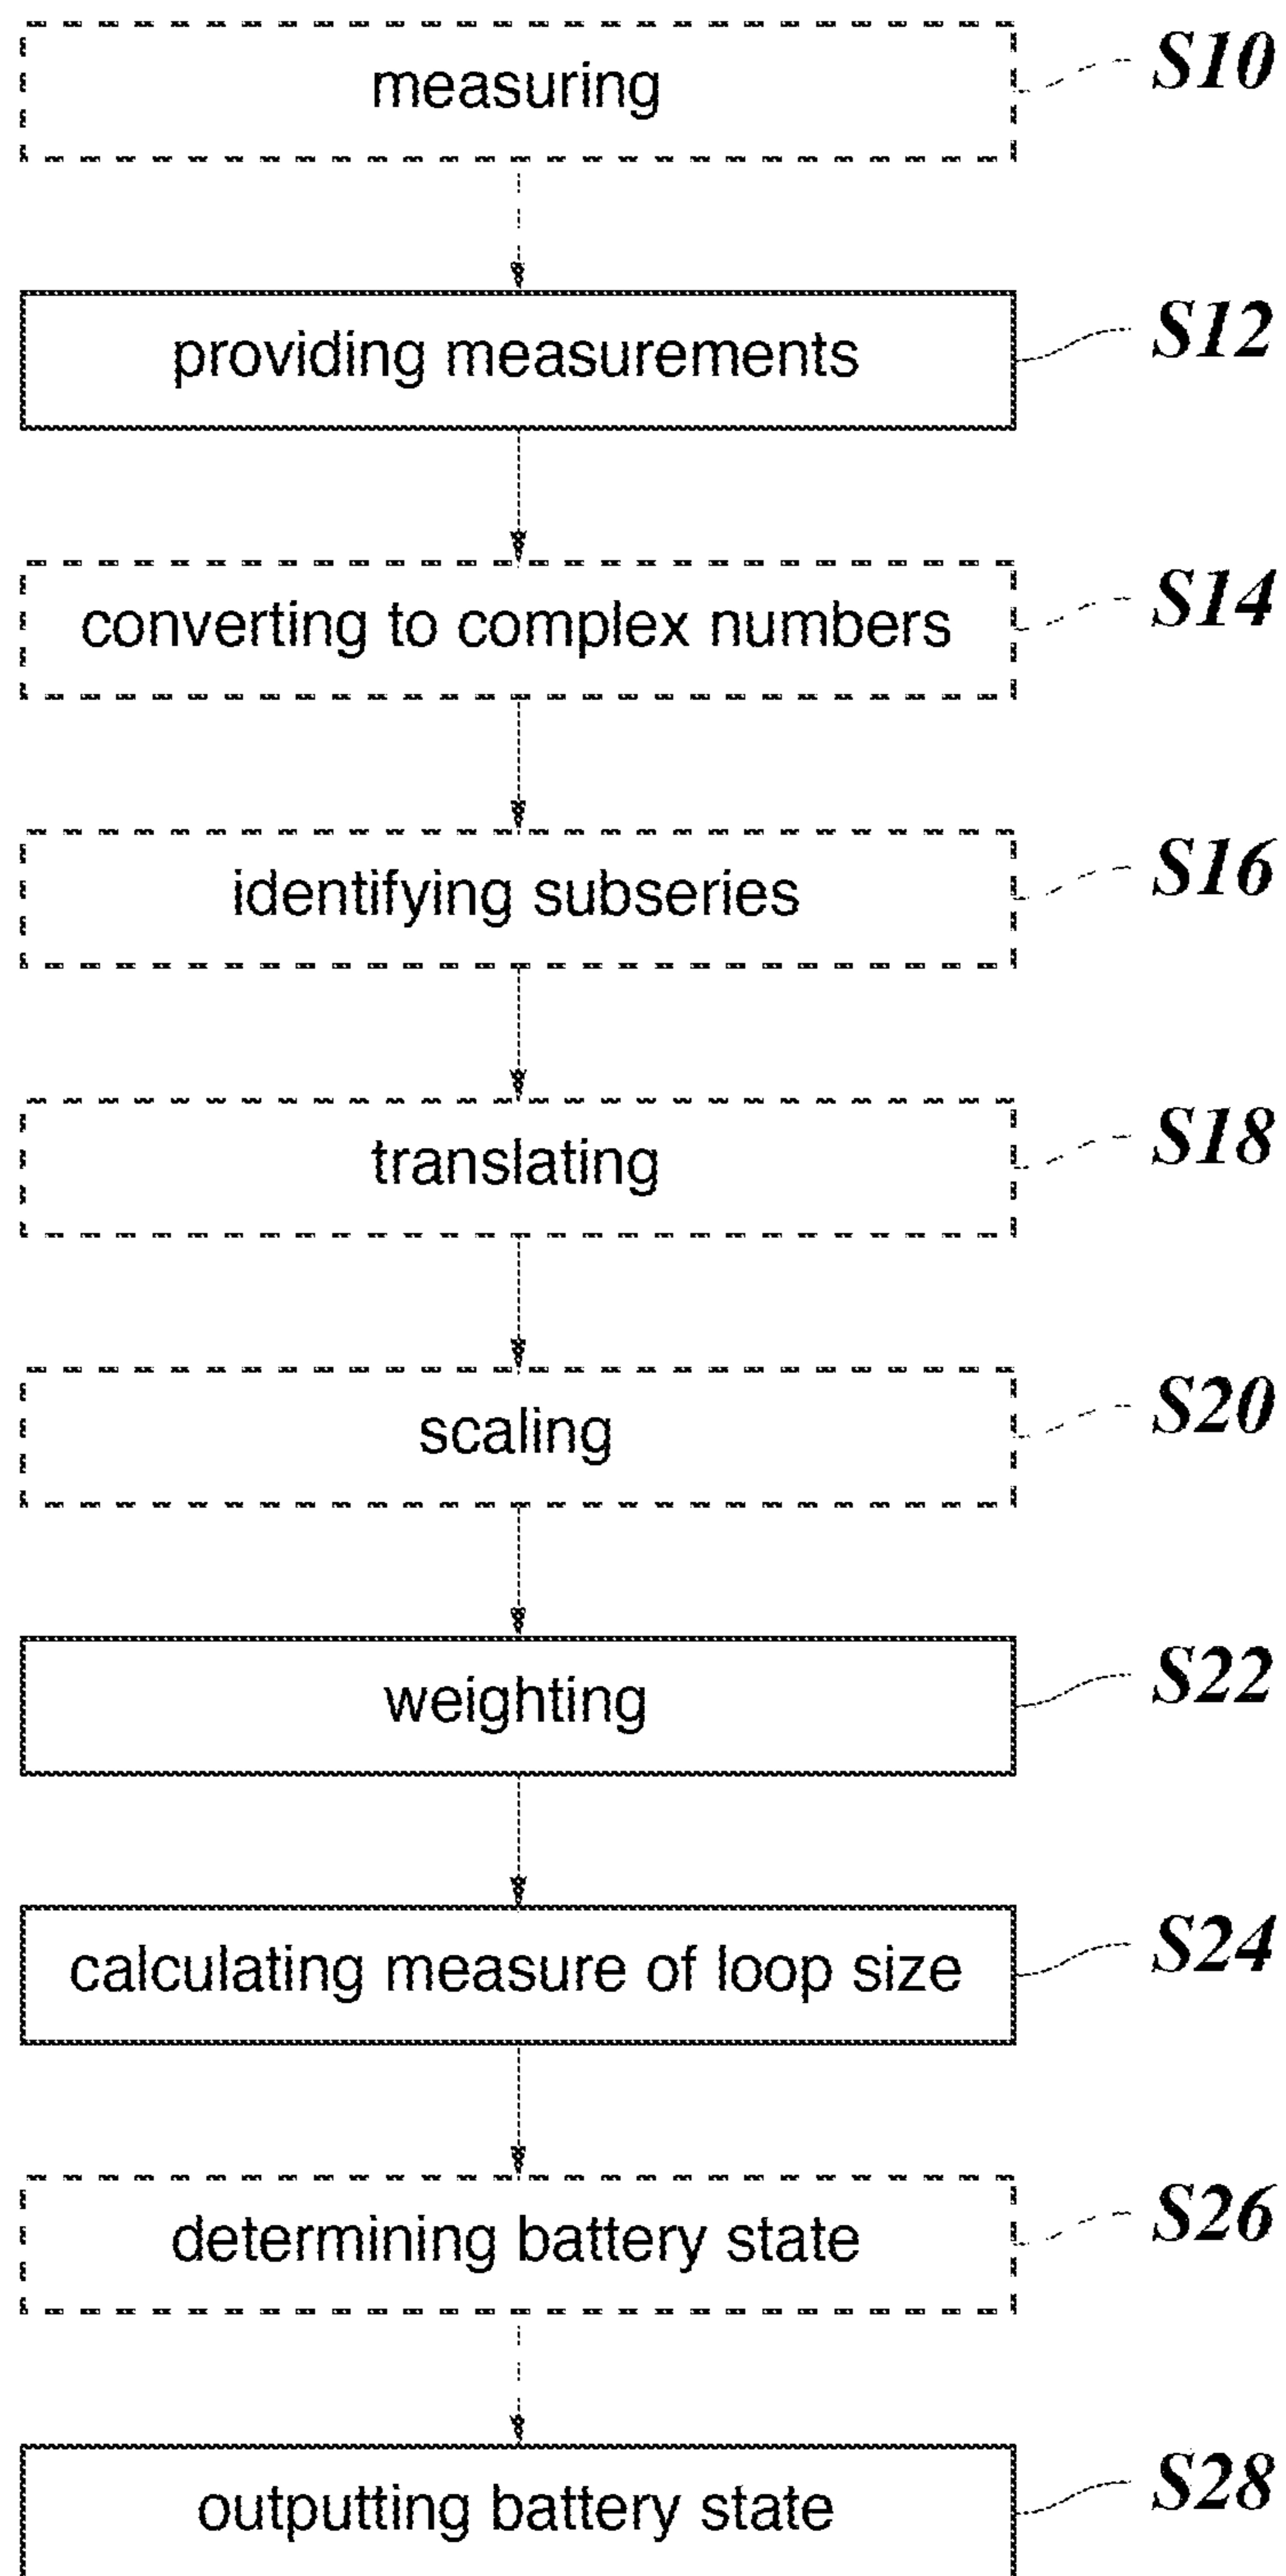 measuring S10
providing measurements S12
converting to complex numbers S14
identifying subseries S16
translating S18
scaling S20
weighting S22
calculating measure of loop size S24
determining battery state S26
outputting battery state S28